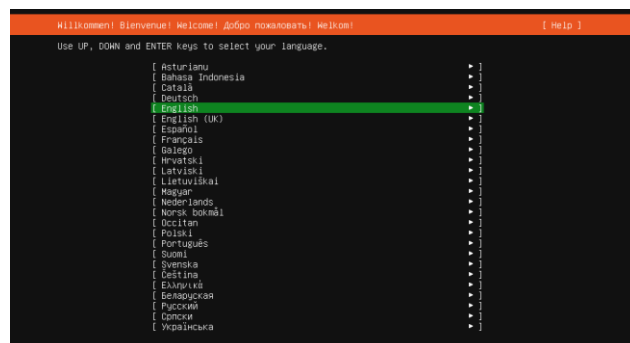 Willkommen! Bienvenue! Welcome! Добро пожаловать! Welkom! [ Help ]
Use UP, DOWN and ENTER keys to select your language.
[ Asturianu ► ]
[ Bahasa Indonesia ► ]
[ Català ► ]
[ Deutsch ► ]
[ English ► ]
[ English (UK) ► ]
[ Español ► ]
[ Français ► ]
[ Galego ► ]
[ Hrvatski ► ]
[ Latviski ► ]
[ Lietuviškai ► ]
[ Magyar ► ]
[ Nederlands ► ]
[ Norsk bokmål ► ]
[ Occitan ► ]
[ Polski ► ]
[ Português ► ]
[ Suomi ► ]
[ Svenska ► ]
[ Čeština ► ]
[ Ελληνικά ► ]
[ Беларуская ► ]
[ Русский ► ]
[ Српски ► ]
[ Українська ► ]